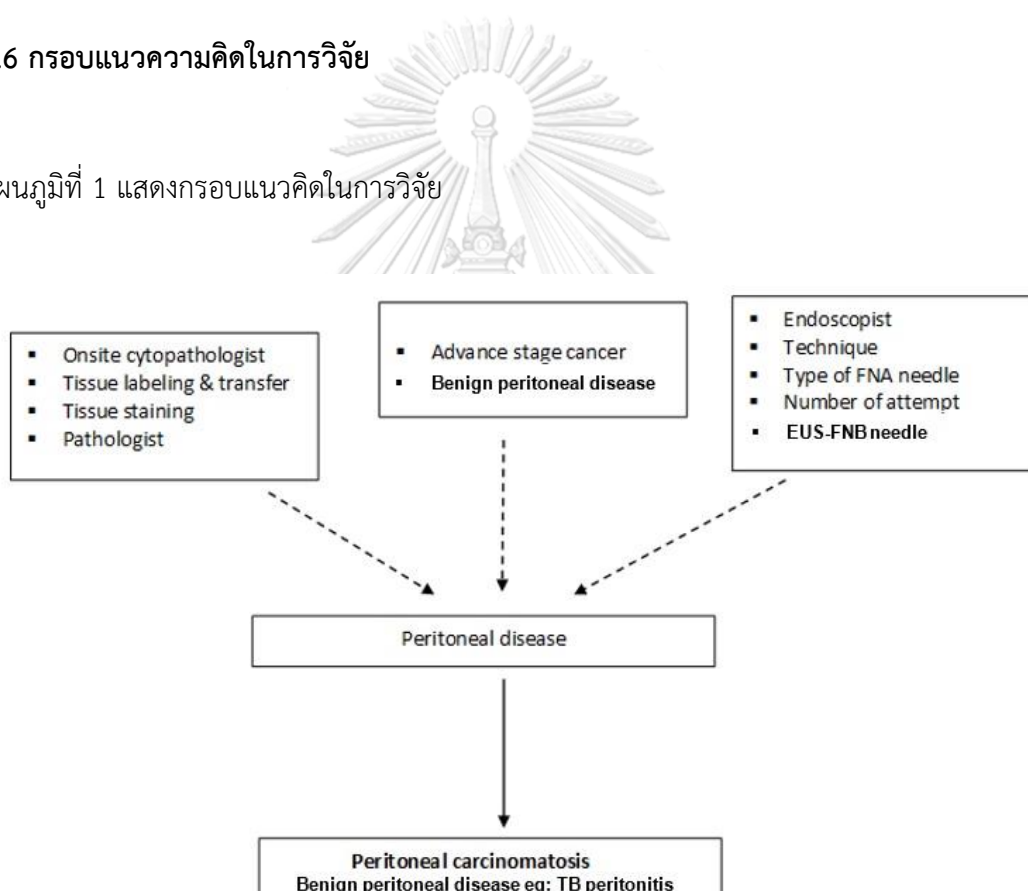 .6 กรอบแนวความคิดในการวิจัย
ผนภูมิที่ 1 แสดงกรอบแนวคิดในการวิจัย
▪ Onsite cytopathologist
▪ Tissue labeling & transfer
▪ Tissue staining
▪ Pathologist
▪ Advance stage cancer
▪ Benign peritoneal disease
▪ Endoscopist
▪ Technique
▪ Type of FNA needle
▪ Number of attempt
▪ EUS-FNB needle
Peritoneal disease
Peritoneal carcinomatosis
Benign peritoneal disease eg: TB peritonitis